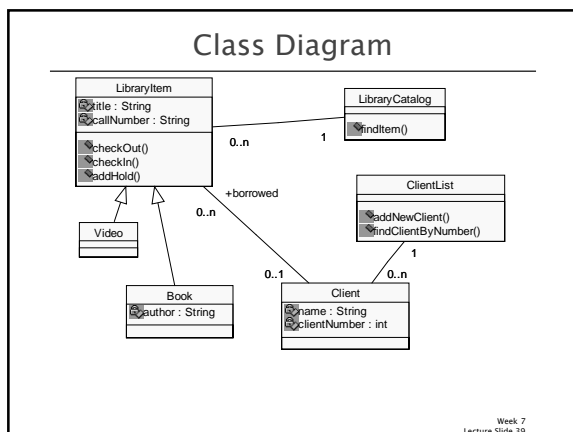 Class Diagram
LibraryItem
title : String
callNumber : String
checkOut()
checkIn()
addHold()
LibraryCatalog
findItem()
0..n
1
+borrowed
0..n
0..1
ClientList
addNewClient()
findClientByNumber()
1
0..n
Video
Book
author : String
Client
name : String
clientNumber : int
Week 7
Lecture Slide 39